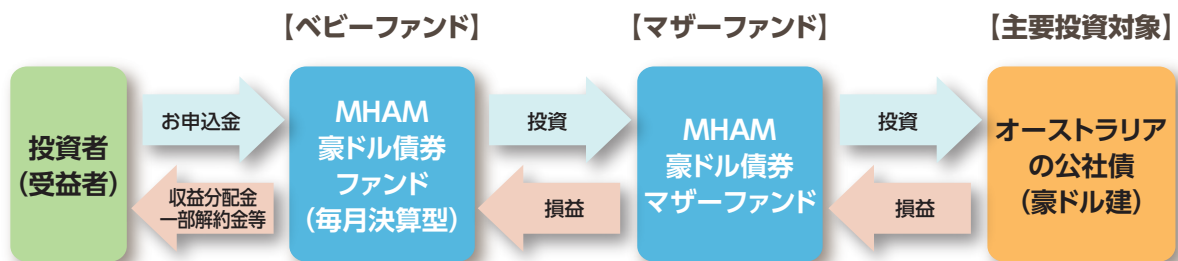 【ベビーファンド】
【マザーファンド】
【主要投資対象】
投資者
(受益者)
お申込金
収益分配金
一部解約金等
MHAM
豪ドル債券
ファンド
(毎月決算型)
投資
損益
MHAM
豪ドル債券
マザーファンド
投資
損益
オーストラリア
の公社債
(豪ドル建)